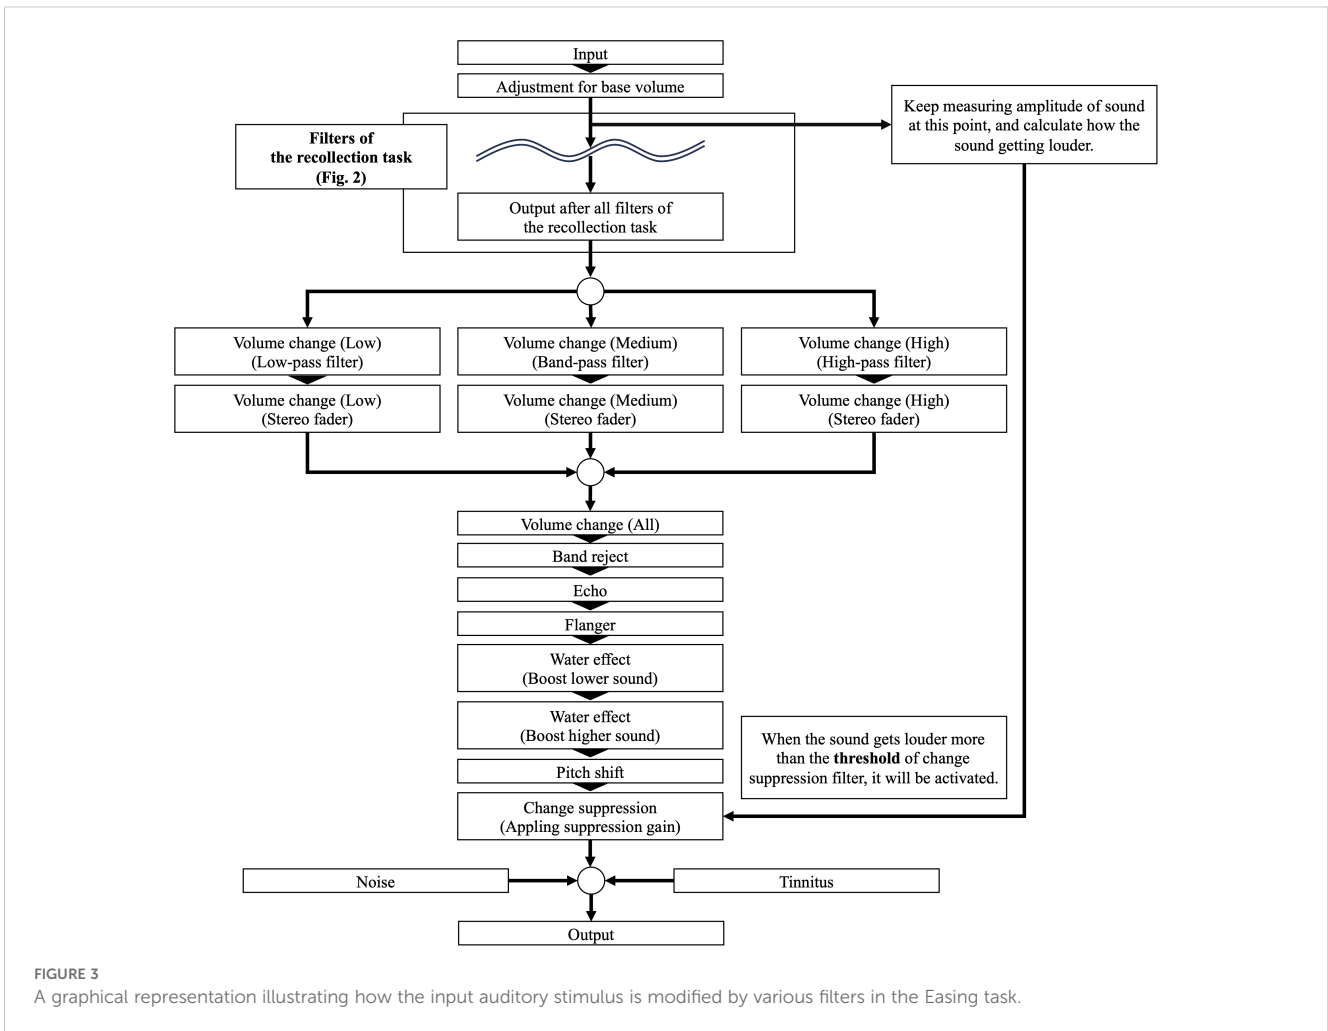 Input
Adjustment for base volume
Keep measuring amplitude of sound
at this point, and calculate how the
sound getting louder.
Filters of
the recollection task
(Fig. 2)
Output after all filters of
the recollection task
Volume change (Low)
(Low-pass filter)
Volume change (Medium)
(Band-pass filter)
Volume change (High)
(High-pass filter)
Volume change (Low)
(Stereo fader)
Volume change (Medium)
(Stereo fader)
Volume change (High)
(Stereo fader)
Volume change (All)
Band reject
Echo
Flanger
Water effect
(Boost lower sound)
Water effect
(Boost higher sound)
Pitch shift
When the sound gets louder more
than the threshold of change
suppression filter, it will be activated.
Change suppression
(Appling suppression gain)
Noise
Tinnitus
Output
FIGURE 3
A graphical representation illustrating how the input auditory stimulus is modified by various filters in the Easing task.